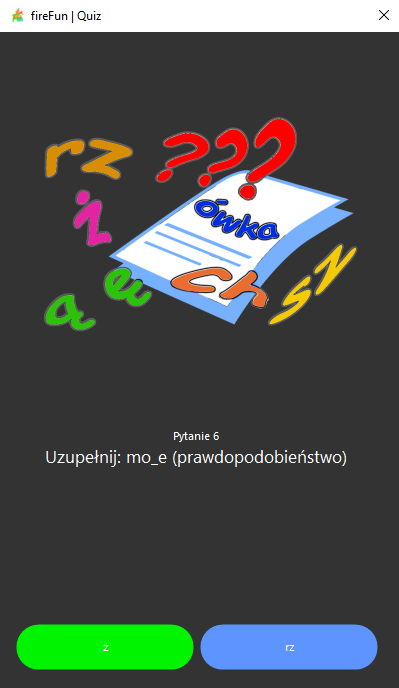 fireFun | Quiz
rz ???
ż
ówka
ą ę ch sz
Pytanie 6
Uzupełnij: mo_e (prawdopodobieństwo)
ż
rz